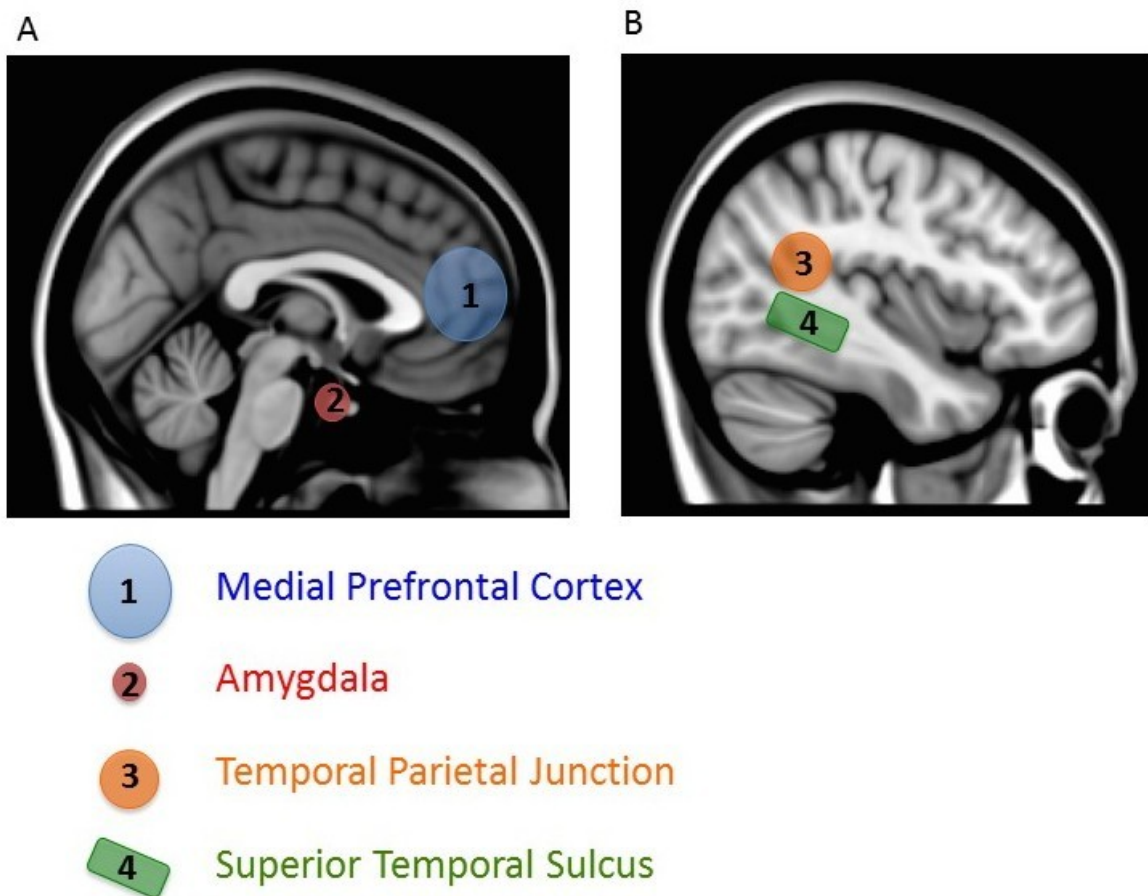 A
B
1
2
3
4
1 Medial Prefrontal Cortex
2 Amygdala
3 Temporal Parietal Junction
4 Superior Temporal Sulcus